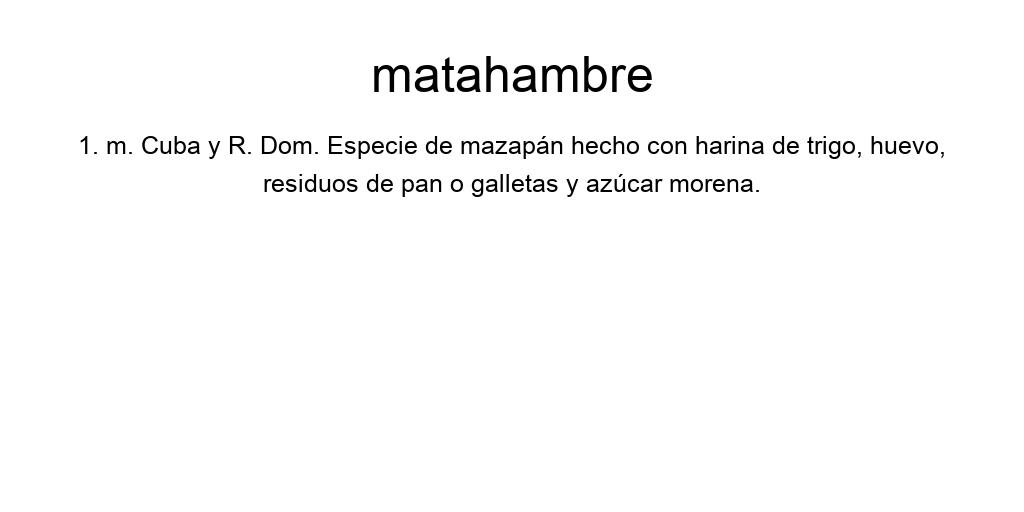 matahambre
1. m. Cuba y R. Dom. Especie de mazapán hecho con harina de trigo, huevo,
residuos de pan o galletas y azúcar morena.